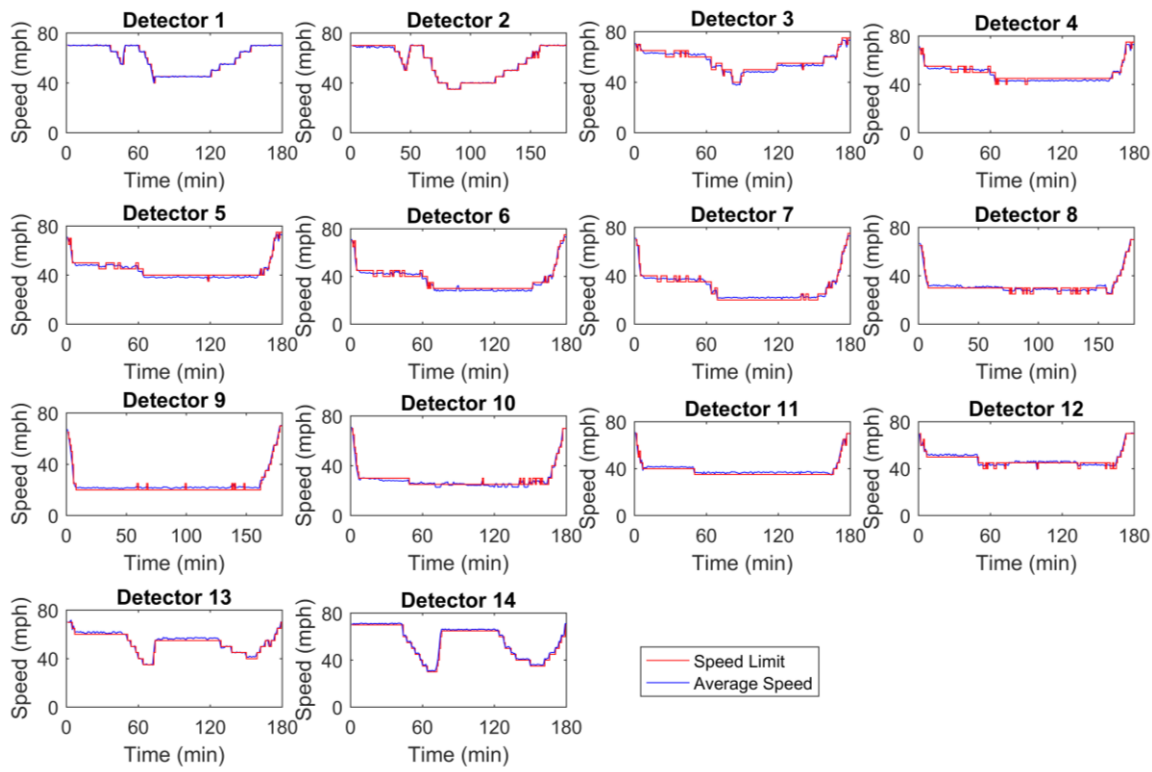 Detector 1
Speed (mph)
80
40
0
0 60 120 180
Time (min)
Detector 2
Speed (mph)
80
40
0
0 50 100 150
Time (min)
Detector 3
Speed (mph)
80
40
0
0 60 120 180
Time (min)
Detector 4
Speed (mph)
80
40
0
0 60 120 180
Time (min)
Detector 5
Speed (mph)
80
40
0
0 60 120 180
Time (min)
Detector 6
Speed (mph)
80
40
0
0 60 120 180
Time (min)
Detector 7
Speed (mph)
80
40
0
0 60 120 180
Time (min)
Detector 8
Speed (mph)
80
40
0
0 50 100 150
Time (min)
Detector 9
Speed (mph)
80
40
0
0 50 100 150
Time (min)
Detector 10
Speed (mph)
80
40
0
0 60 120 180
Time (min)
Detector 11
Speed (mph)
80
40
0
0 60 120 180
Time (min)
Detector 12
Speed (mph)
80
40
0
0 60 120 180
Time (min)
Detector 13
Speed (mph)
80
40
0
0 60 120 180
Time (min)
Detector 14
Speed (mph)
80
40
0
0 60 120 180
Time (min)
Speed Limit
Average Speed